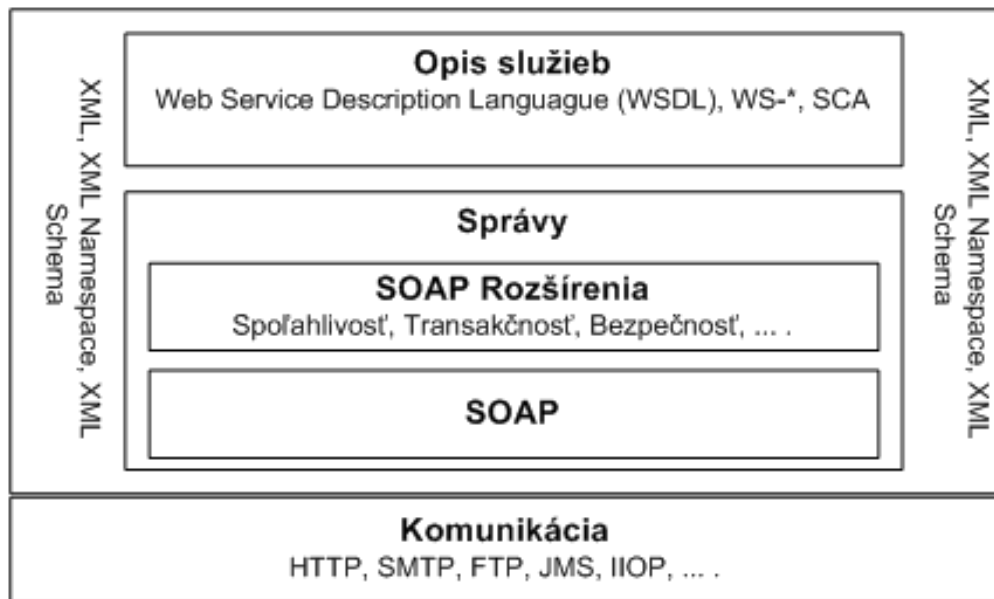 Opis služieb
Web Service Description Languague (WSDL), WS-*, SCA
XML, XML Namespace, XML
Schema
Správy
SOAP Rozšírenia
Spoľahlivosť, Transakčnosť, Bezpečnosť, ... .
SOAP
XML, XML Namespace, XML
Schema
Komunikácia
HTTP, SMTP, FTP, JMS, IIOP, ... .